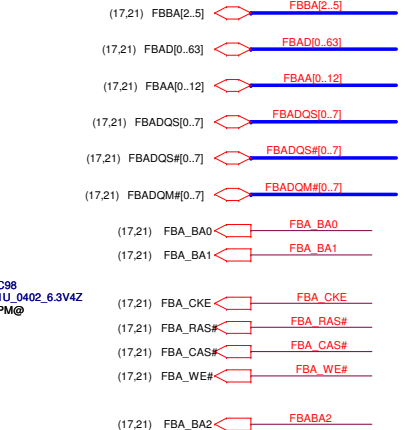 (17,21) FBBA[2..5] FBBA[2..5]
(17,21) FBAD[0..63] FBAD[0..63]
(17,21) FBAA[0..12] FBAA[0..12]
(17,21) FBADQS[0..7] FBADQS[0..7]
(17,21) FBADQS#[0..7] FBADQS#[0..7]
(17,21) FBADQM#[0..7] FBADQM#[0..7]
(17,21) FBA_BA0 FBA_BA0
(17,21) FBA_BA1 FBA_BA1
C98
1U_0402_6.3V4Z
PM@
(17,21) FBA_CKE FBA_CKE
(17,21) FBA_RAS# FBA_RAS#
(17,21) FBA_CAS# FBA_CAS#
(17,21) FBA_WE# FBA_WE#
(17,21) FBA_BA2 FBABA2